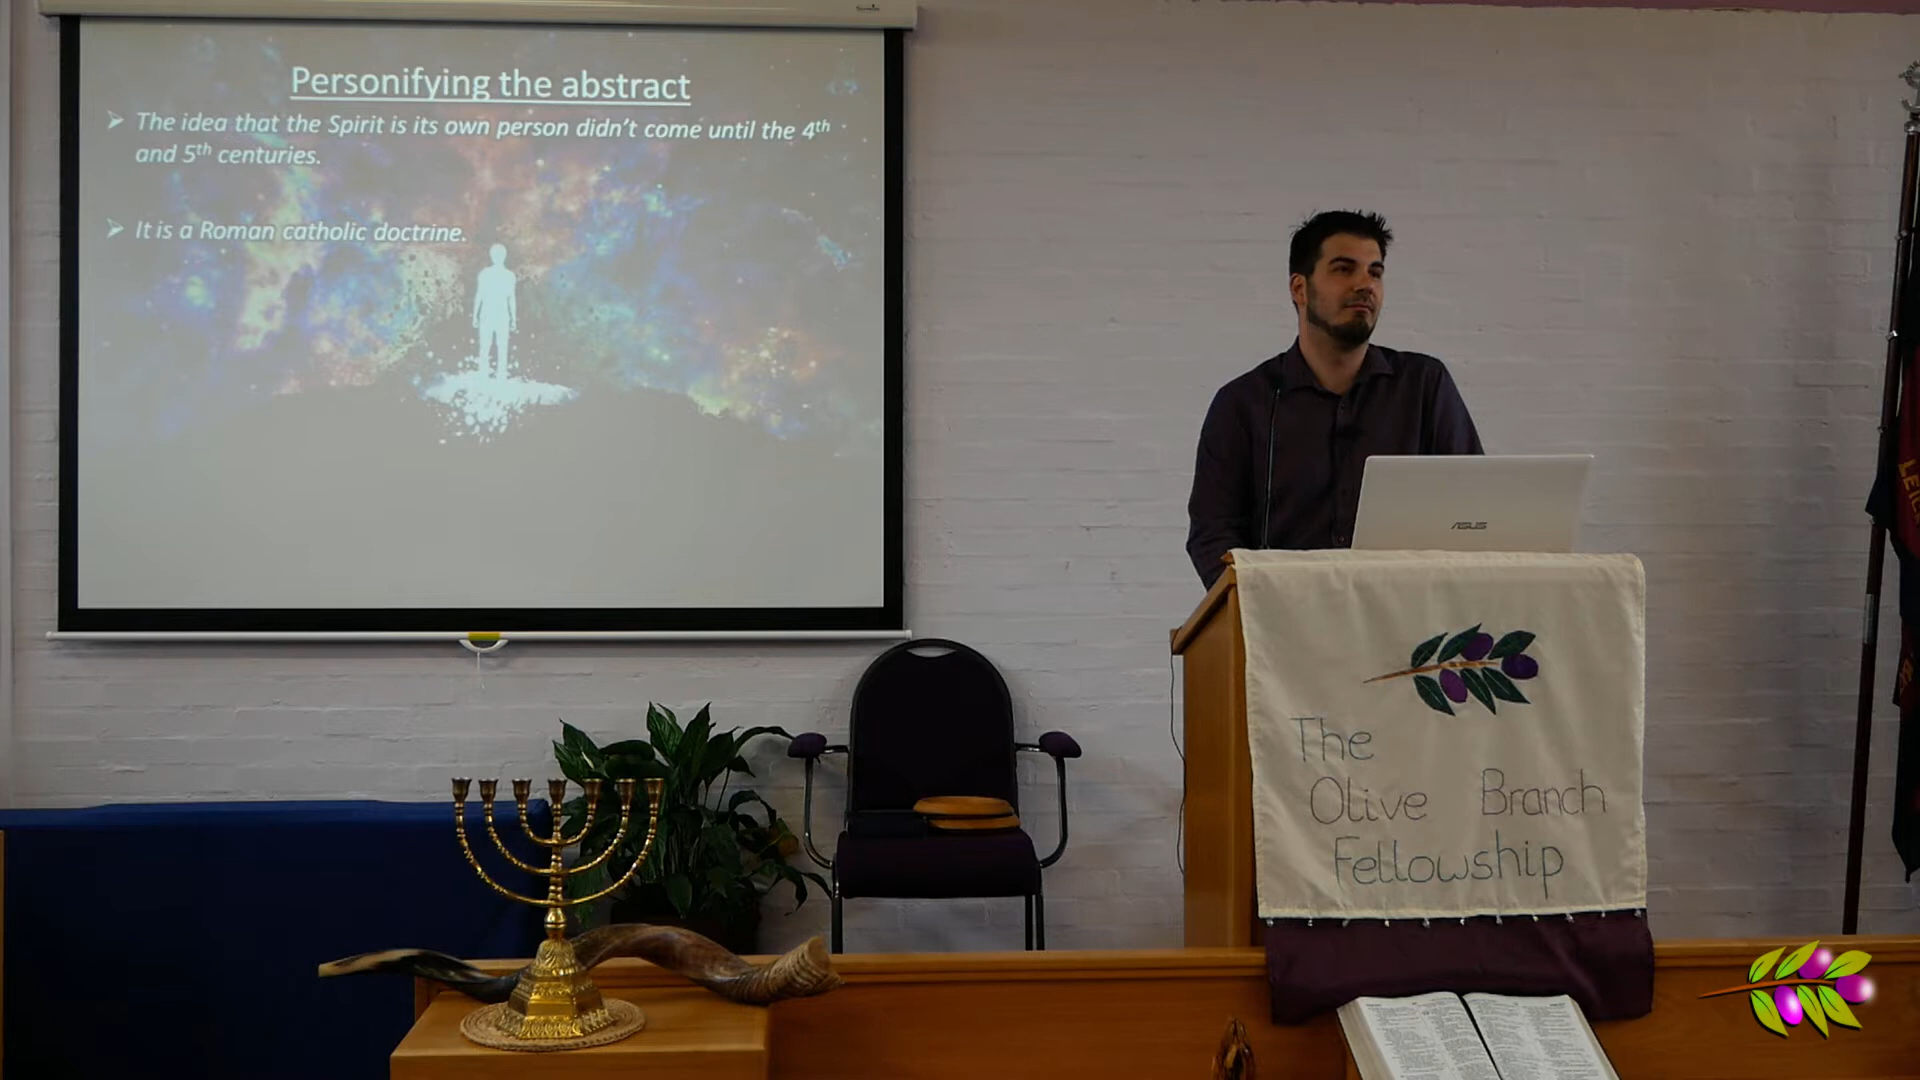 Personifying the abstract
➢ The idea that the Spirit is its own person didn't come until the 4th
and 5th centuries.
➢ It is a Roman catholic doctrine.
ASUS
The
Olive Branch
Fellowship